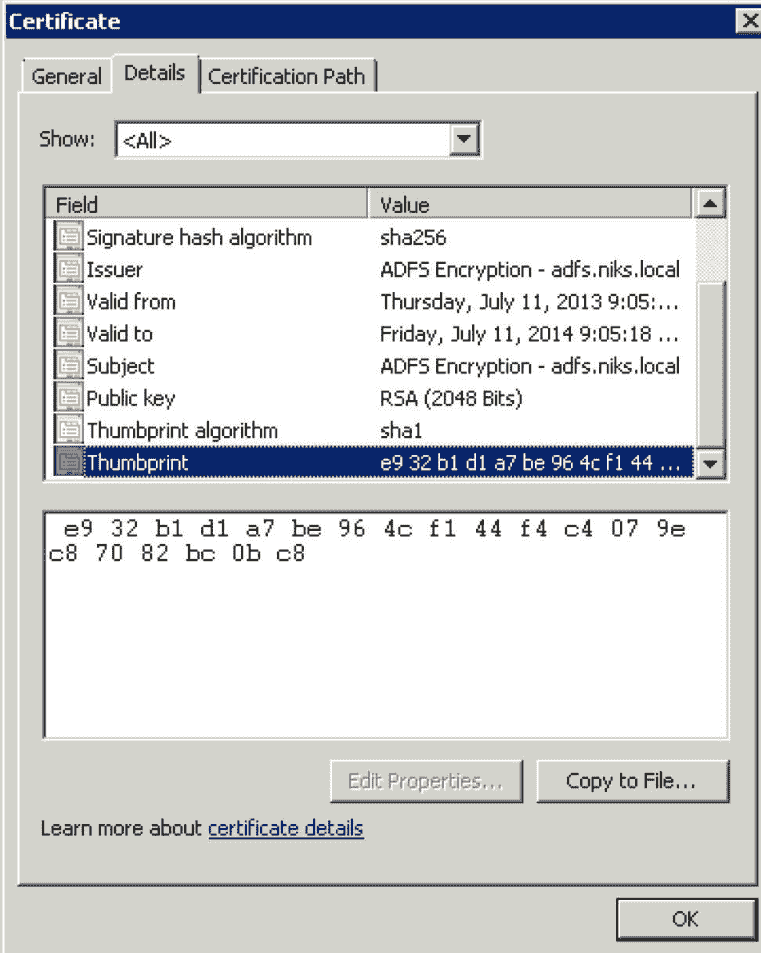 Certificate
General Details Certification Path
Show: <All>
Field Value
Signature hash algorithm sha256
Issuer ADFS Encryption - adfs.niks.local
Valid from Thursday, July 11, 2013 9:05:...
Valid to Friday, July 11, 2014 9:05:18 ...
Subject ADFS Encryption - adfs.niks.local
Public key RSA (2048 Bits)
Thumbprint algorithm sha1
Thumbprint e9 32 b1 d1 a7 be 96 4c f1 44 ...
e9 32 b1 d1 a7 be 96 4c f1 44 f4 c4 07 9e
c8 70 82 bc 0b c8
Edit Properties... Copy to File...
Learn more about certificate details
OK